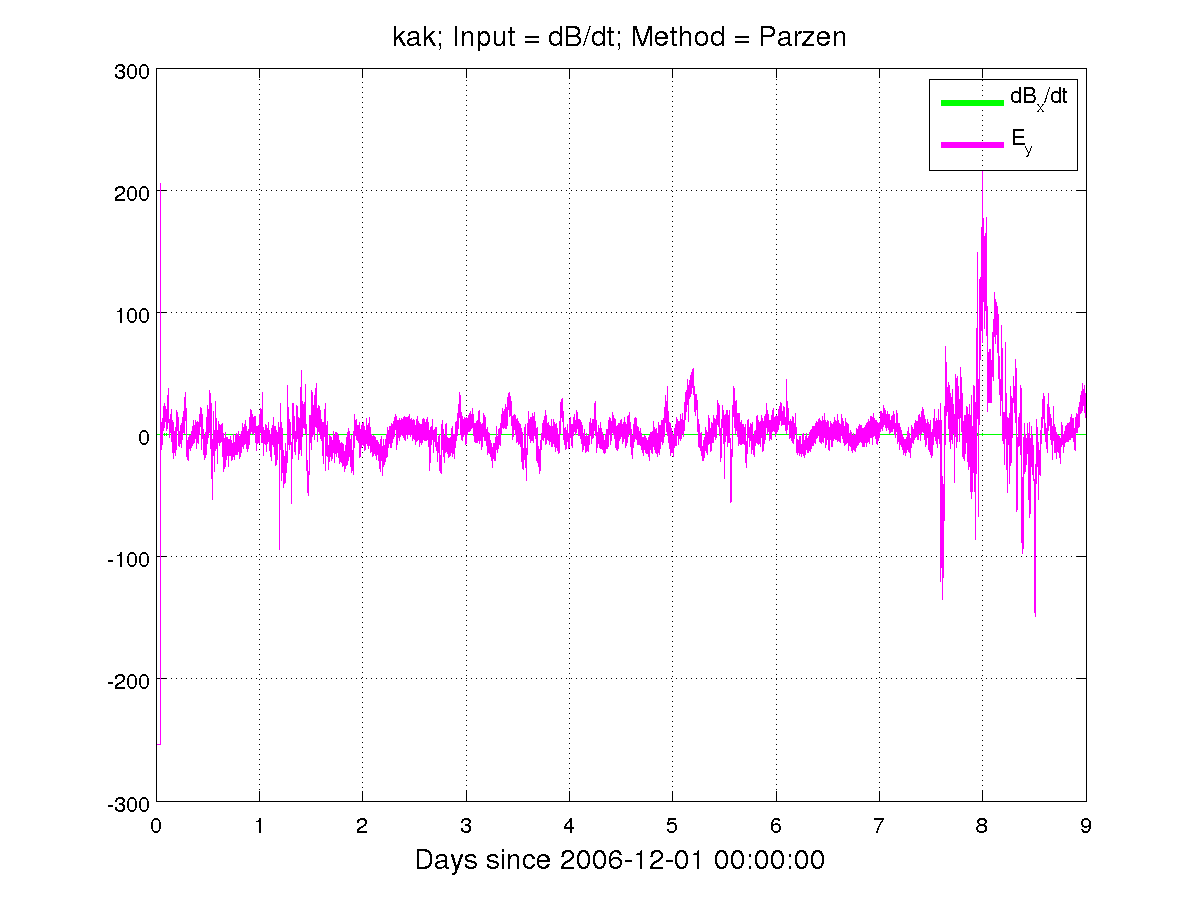 kak; Input = dB/dt; Method = Parzen
300
200
100
0
-100
-200
-300
dBx/dt
Ey
0 1 2 3 4 5 6 7 8 9
Days since 2006-12-01 00:00:00